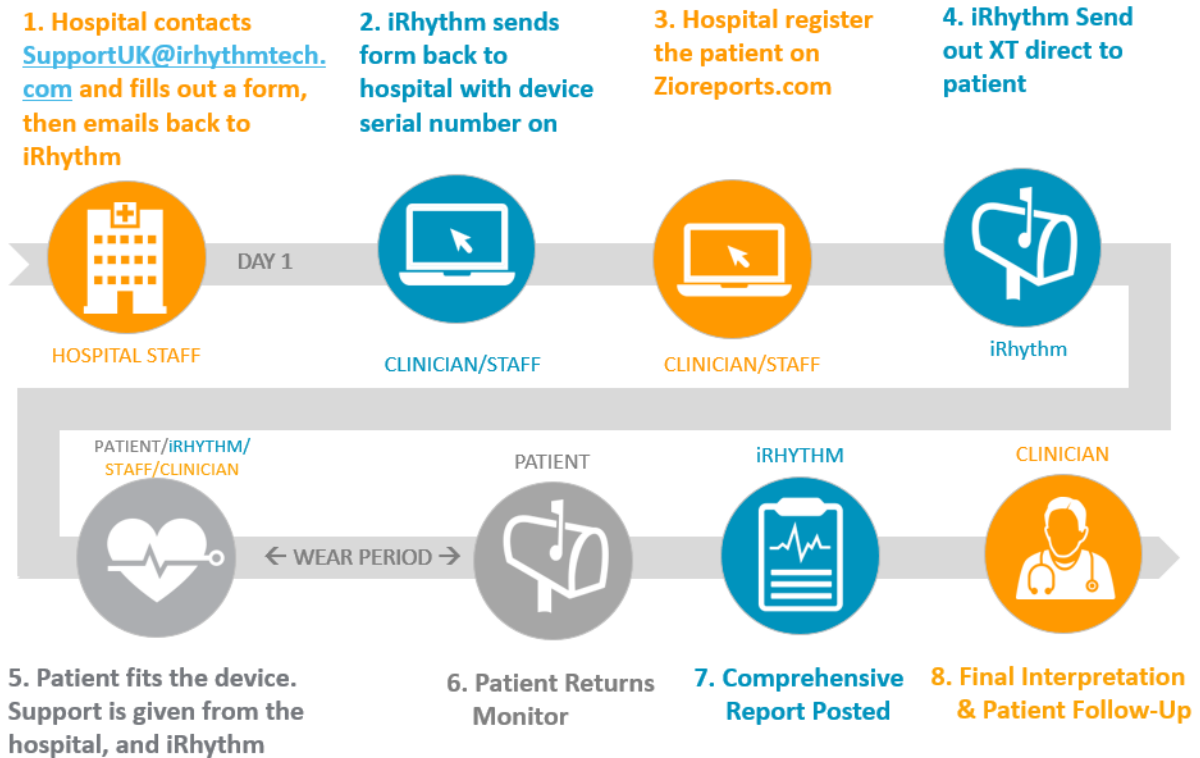 1. Hospital contacts
SupportUK@irhythmtech.
com and fills out a form,
then emails back to
iRhythm
2. iRhythm sends
form back to
hospital with device
serial number on
3. Hospital register
the patient on
Zioreports.com
4. iRhythm Send
out XT direct to
patient
DAY 1
HOSPITAL STAFF
CLINICIAN/STAFF
CLINICIAN/STAFF
iRhythm
PATIENT/iRHYTHM/
STAFF/CLINICIAN
PATIENT
iRHYTHM
CLINICIAN
← WEAR PERIOD →
5. Patient fits the device.
Support is given from the
hospital, and iRhythm
6. Patient Returns
Monitor
7. Comprehensive
Report Posted
8. Final Interpretation
& Patient Follow-Up